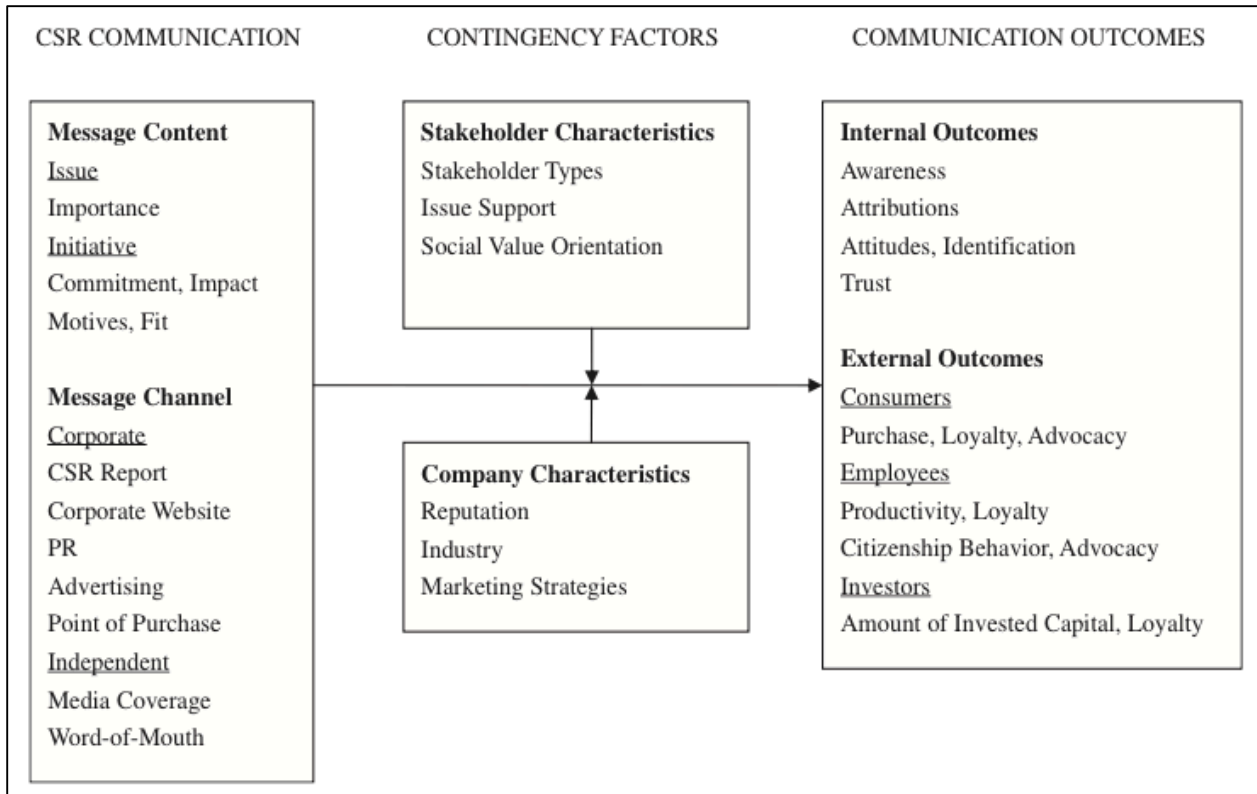 CSR COMMUNICATION
CONTINGENCY FACTORS
COMMUNICATION OUTCOMES
Message Content
Issue
Importance
Initiative
Commitment, Impact
Motives, Fit
Message Channel
Corporate
CSR Report
Corporate Website
PR
Advertising
Point of Purchase
Independent
Media Coverage
Word-of-Mouth
Stakeholder Characteristics
Stakeholder Types
Issue Support
Social Value Orientation
Company Characteristics
Reputation
Industry
Marketing Strategies
Internal Outcomes
Awareness
Attributions
Attitudes, Identification
Trust
External Outcomes
Consumers
Purchase, Loyalty, Advocacy
Employees
Productivity, Loyalty
Citizenship Behavior, Advocacy
Investors
Amount of Invested Capital, Loyalty